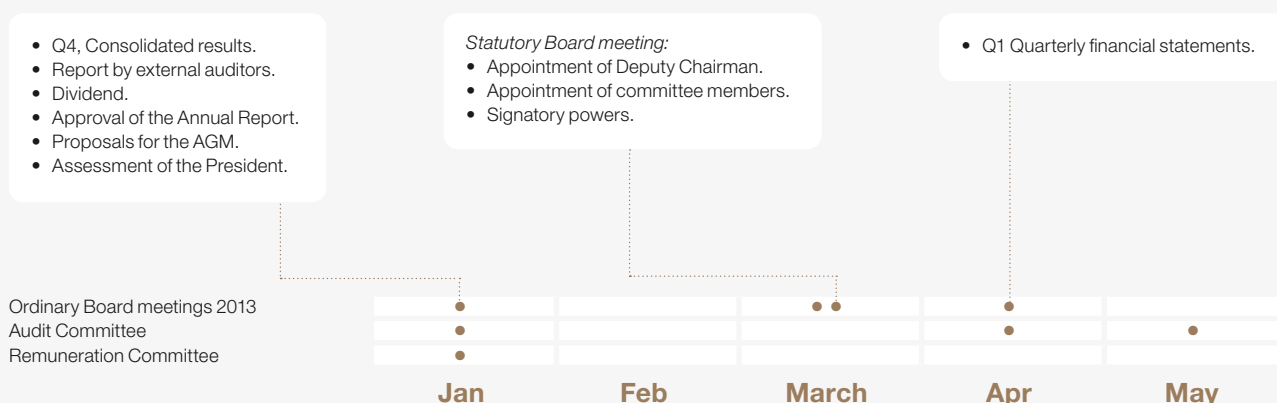 • Q4, Consolidated results.
• Report by external auditors.
• Dividend.
• Approval of the Annual Report.
• Proposals for the AGM.
• Assessment of the President.
Statutory Board meeting:
• Appointment of Deputy Chairman.
• Appointment of committee members.
• Signatory powers.
• Q1 Quarterly financial statements.
Ordinary Board meetings 2013
Audit Committee
Remuneration Committee
Jan Feb March Apr May